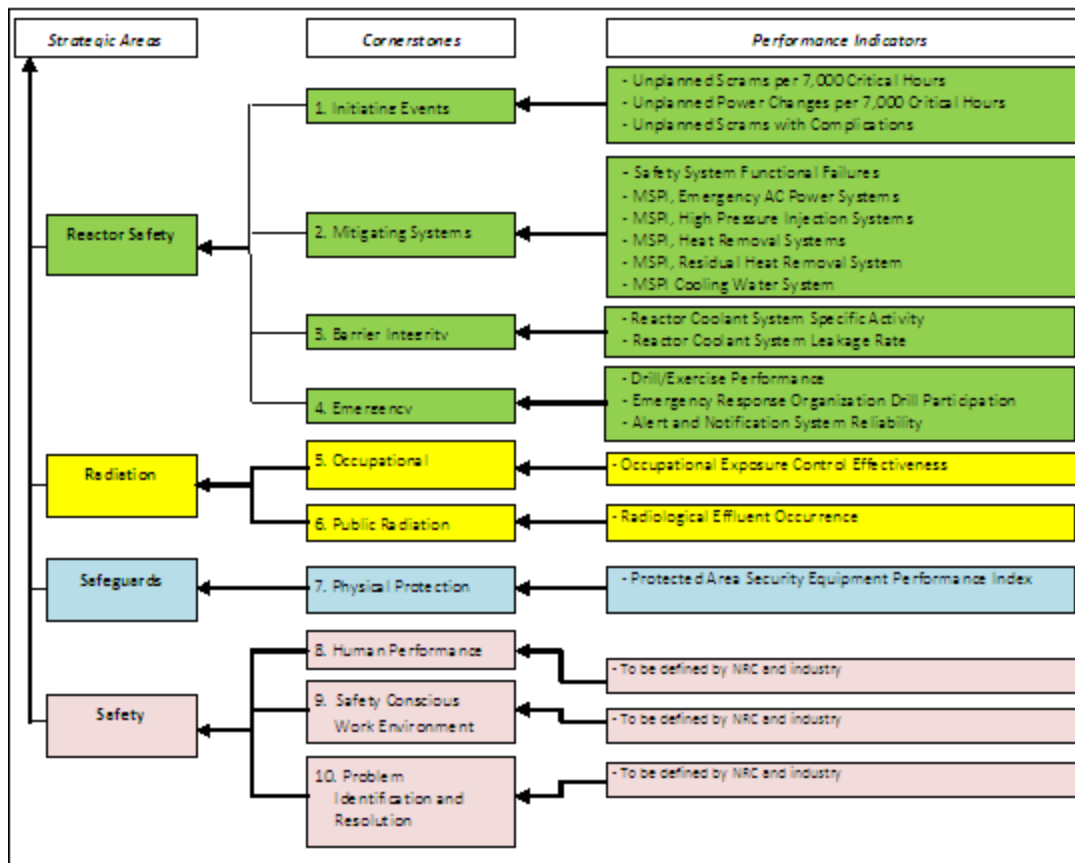 Strategic Areas
Cornerstones
Performance Indicators
1. Initiating Events
- Unplanned Scrams per 7,000 Critical Hours
- Unplanned Power Changes per 7,000 Critical Hours
- Unplanned Scrams with Complications
Reactor Safety
2. Mitigating Systems
- Safety System Functional Failures
- MSPI, Emergency AC Power Systems
- MSPI, High Pressure Injection Systems
- MSPI, Heat Removal Systems
- MSPI, Residual Heat Removal System
- MSPI Cooling Water System
3. Barrier Integrity
- Reactor Coolant System Specific Activity
- Reactor Coolant System Leakage Rate
4. Emergency
- Drill/Exercise Performance
- Emergency Response Organization Drill Participation
- Alert and Notification System Reliability
Radiation
5. Occupational
- Occupational Exposure Control Effectiveness
6. Public Radiation
- Radiological Effluent Occurrence
Safeguards
7. Physical Protection
- Protected Area Security Equipment Performance Index
Safety
8. Human Performance
- To be defined by NRC and industry
9. Safety Conscious
Work Environment
- To be defined by NRC and industry
10. Problem
Identification and
Resolution
- To be defined by NRC and industry